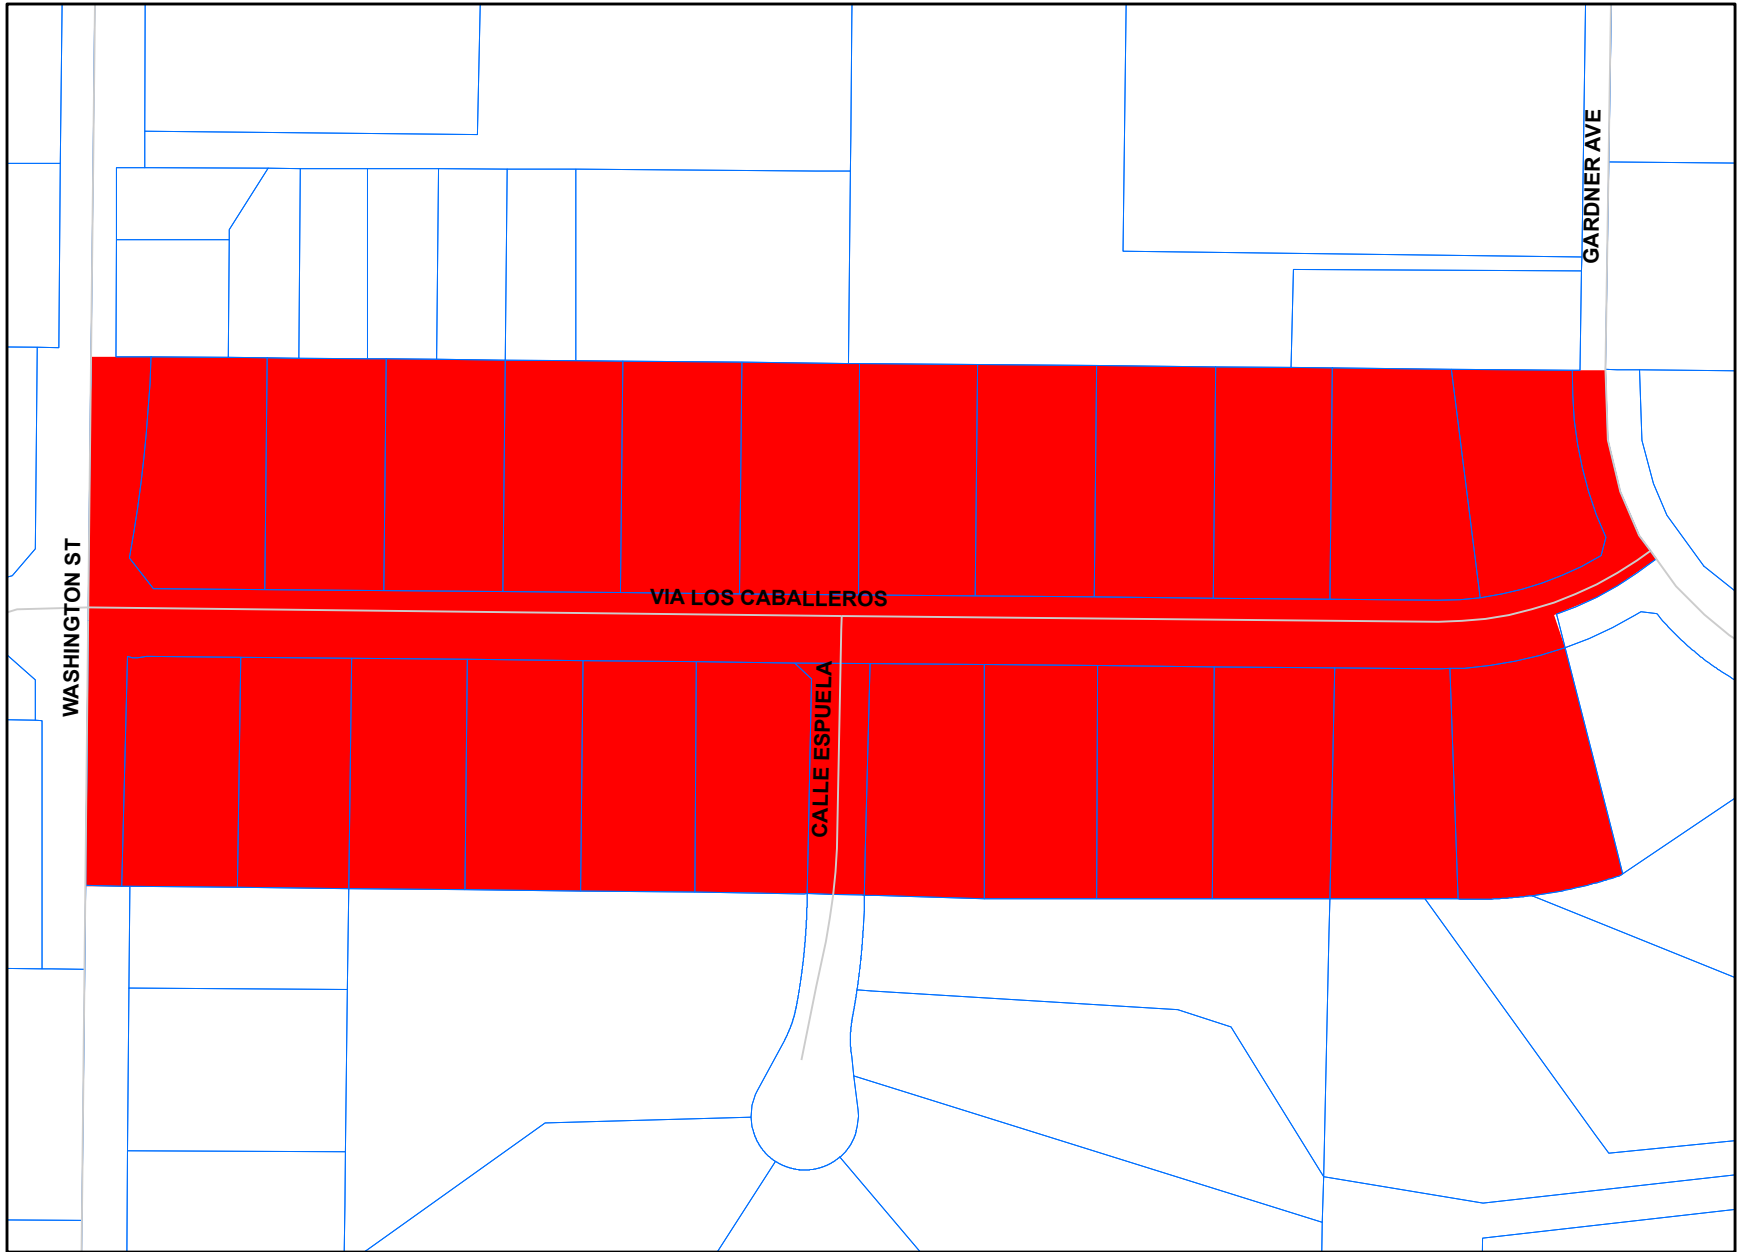 GARDNER AVE
VIA LOS CABALLEROS
WASHINGTON ST
CALLE ESPUELA